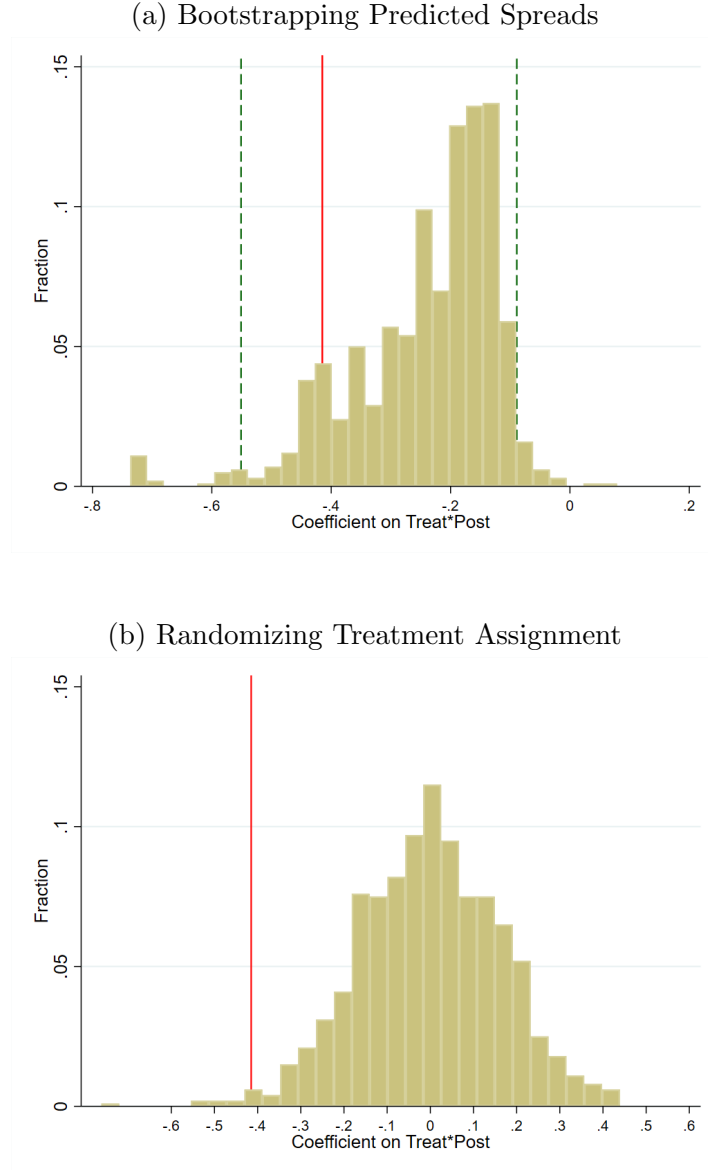 (a) Bootstrapping Predicted Spreads
.15
.1
.05
0
Fraction
-.8 -.6 -.4 -.2 0 .2
Coefficient on Treat*Post
(b) Randomizing Treatment Assignment
.15
.1
.05
0
Fraction
-.6 -.5 -.4 -.3 -.2 -.1 0 .1 .2 .3 .4 .5 .6
Coefficient on Treat*Post